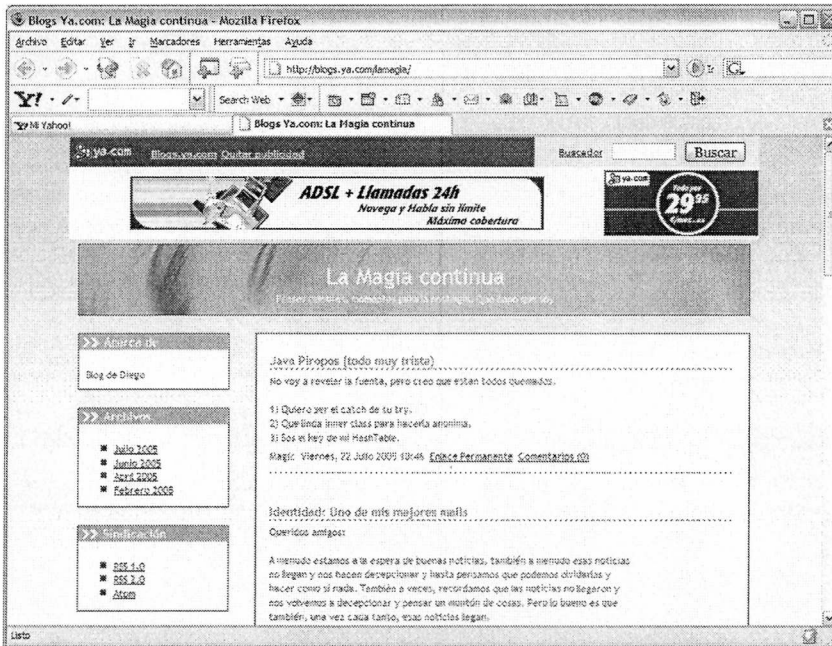 Blogs Ya.com: La Magia continua - Mozilla Firefox
Archivo Editar Ver Ir Marcadores Herramientas Ayuda
http://blogs.ya.com/lamagia/
Y! Search Web
Mi Yahoo! Blogs Ya.com: La Magia continua
ya.com Blogs.ya.com Quitar publicidad Buscador Buscar
ADSL + Llamadas 24h
Navega y Habla sin límite
Máxima cobertura
ya.com
Todo por
29'95
La Magia continua
>> Acerca de
Blog de Diego
>> Archivos
Julio 2005
Junio 2005
Abril 2005
Febrero 2005
>> Sindicación
RSS 1.0
RSS 2.0
Atom
Java Piropos (todo muy triste)
No voy a revelar la fuente, pero creo que estan todos quemados.
1) Quiero ser el catch de tu try.
2) Que linda inner class para hacerla anonima.
3) Sos el key de mi HashTable.
Magic Viernes, 22 Julio 2005 10:46 Enlace Permanente Comentarios (0)
Identidad: Uno de mis mejores mails
Queridos amigos:
A menudo estamos a la espera de buenas noticias, también a menudo esas noticias
no llegan y nos hacen decepcionar y hasta pensamos que podemos olvidarlas y
hacer como si nada. También a veces, recordamos que las noticias no llegaron y
nos volvemos a decepcionar y pensar un montón de cosas. Pero lo bueno es que
también, una vez cada tanto, esas noticias llegan.
Listo